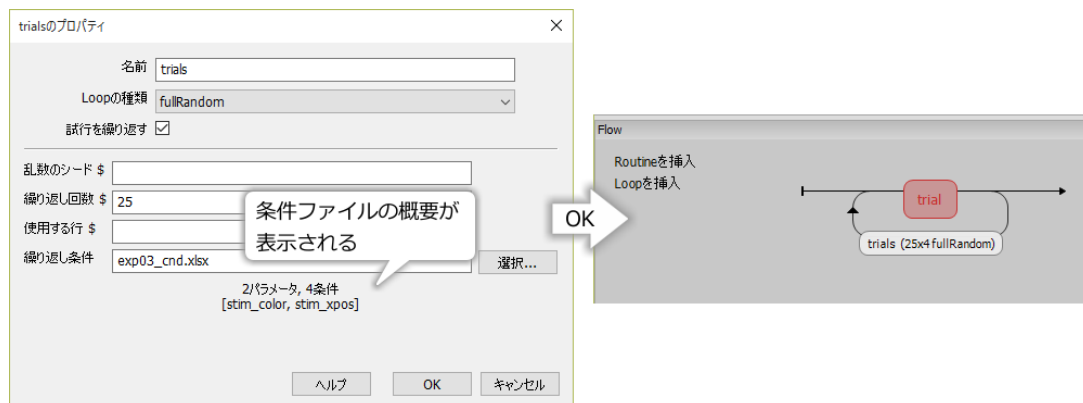 trialsのプロパティ
名前 trials
Loopの種類 fullRandom
試行を繰り返す
乱数のシード $
繰り返し回数 $ 25
使用する行 $
繰り返し条件 exp03_cnd.xlsx 選択...
2パラメータ, 4条件
[stim_color, stim_xpos]
ヘルプ OK キャンセル
条件ファイルの概要が
表示される
OK
Flow
Routineを挿入
Loopを挿入
trial
trials (25x4 fullRandom)